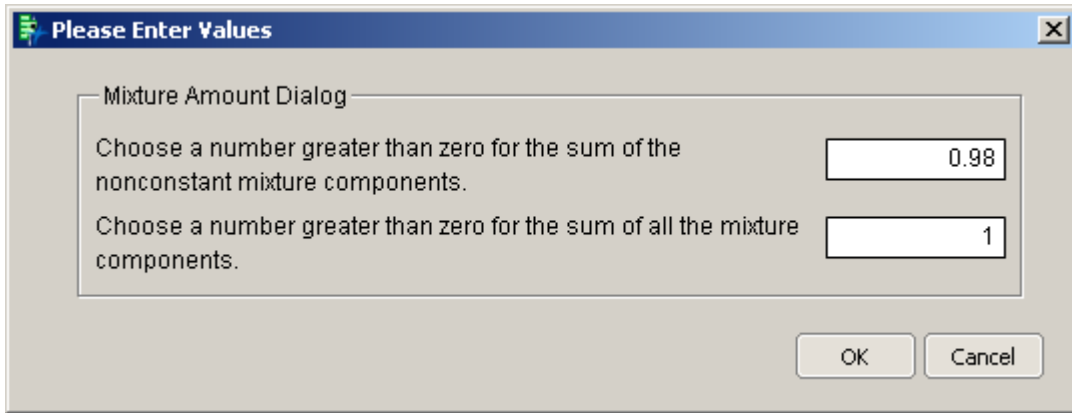 Please Enter Values
Mixture Amount Dialog
Choose a number greater than zero for the sum of the
nonconstant mixture components.
0.98
Choose a number greater than zero for the sum of all the mixture
components.
1
OK
Cancel